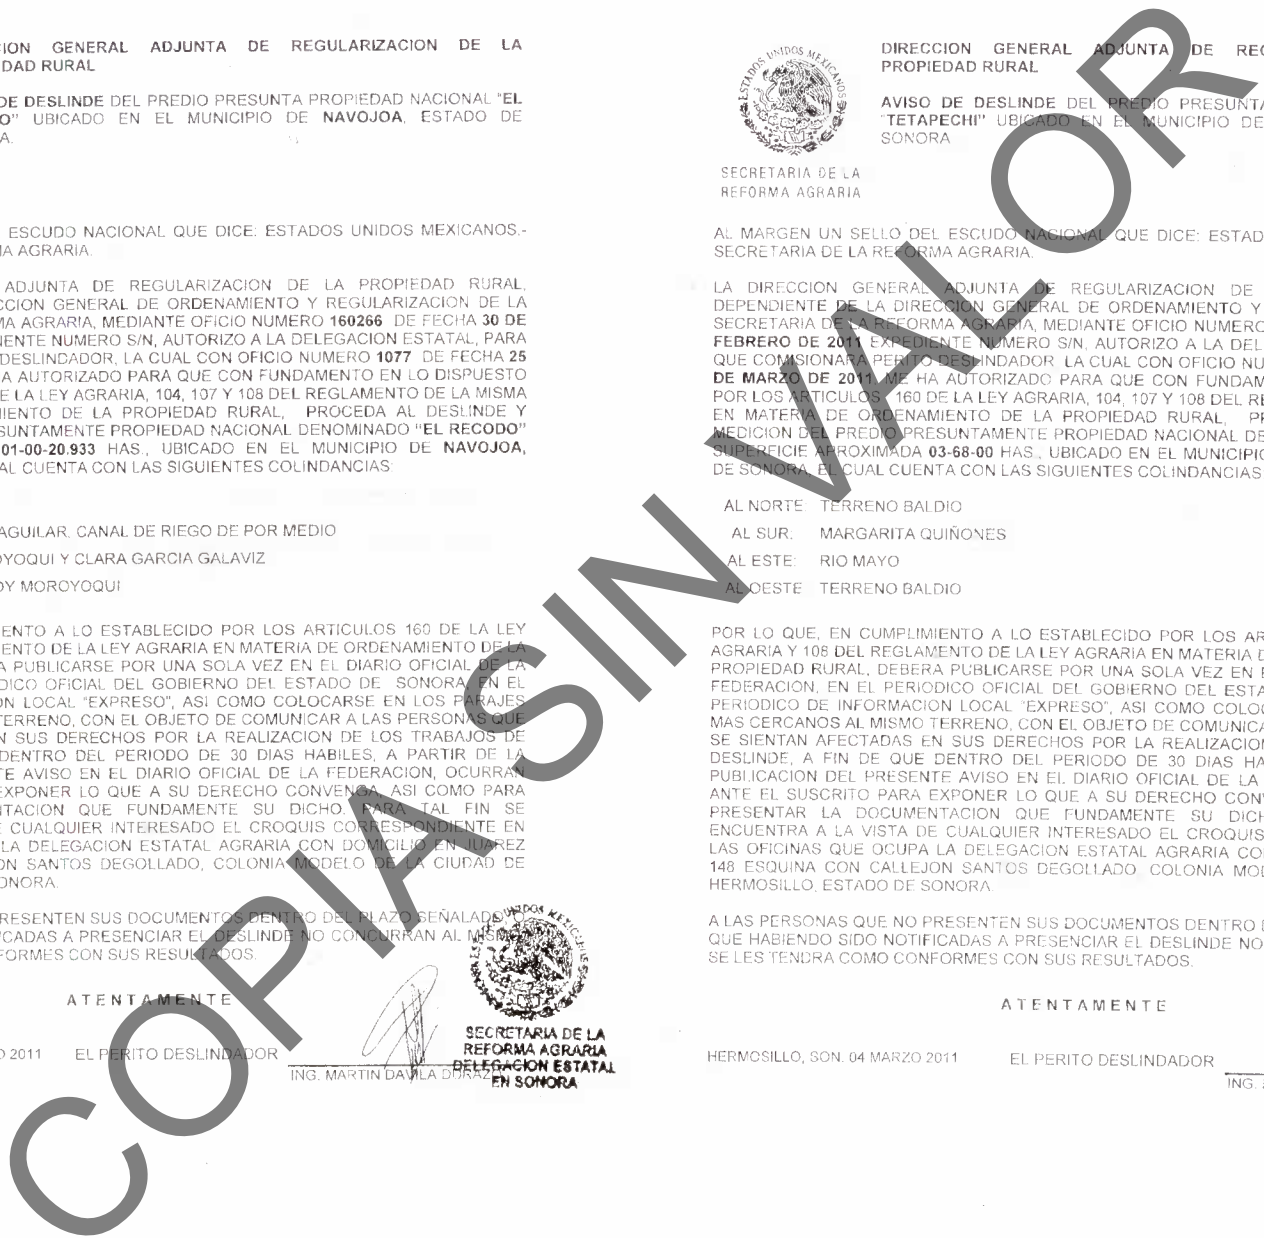 CION GENERAL ADJUNTA DE REGULARIZACION DE LA
DAD RURAL
DE DESLINDE DEL PREDIO PRESUNTA PROPIEDAD NACIONAL "EL
O" UBICADO EN EL MUNICIPIO DE NAVOJOA, ESTADO DE
A.
ESCUDO NACIONAL QUE DICE: ESTADOS UNIDOS MEXICANOS.-
MA AGRARIA.
ADJUNTA DE REGULARIZACION DE LA PROPIEDAD RURAL,
CCION GENERAL DE ORDENAMIENTO Y REGULARIZACION DE LA
MA AGRARIA, MEDIANTE OFICIO NUMERO 160266 DE FECHA 30 DE
IENTE NUMERO S/N, AUTORIZO A LA DELEGACION ESTATAL, PARA
DESLINDADOR, LA CUAL CON OFICIO NUMERO 1077 DE FECHA 25
A AUTORIZADO PARA QUE CON FUNDAMENTO EN LO DISPUESTO
E LA LEY AGRARIA, 104, 107 Y 108 DEL REGLAMENTO DE LA MISMA
MIENTO DE LA PROPIEDAD RURAL, PROCEDA AL DESLINDE Y
SUNTAMENTE PROPIEDAD NACIONAL DENOMINADO "EL RECODO"
01-00-20.933 HAS., UBICADO EN EL MUNICIPIO DE NAVOJOA,
AL CUENTA CON LAS SIGUIENTES COLINDANCIAS:
AGUILAR, CANAL DE RIEGO DE POR MEDIO
OYOQUI Y CLARA GARCIA GALAVIZ
DY MOROYOQUI
ENTO A LO ESTABLECIDO POR LOS ARTICULOS 160 DE LA LEY
ENTO DE LA LEY AGRARIA EN MATERIA DE ORDENAMIENTO DE LA
A PUBLICARSE POR UNA SOLA VEZ EN EL DIARIO OFICIAL DE LA
DICO OFICIAL DEL GOBIERNO DEL ESTADO DE SONORA, EN EL
ON LOCAL "EXPRESO", ASI COMO COLOCARSE EN LOS PARAJES
TERRENO, CON EL OBJETO DE COMUNICAR A LAS PERSONAS QUE
N SUS DERECHOS POR LA REALIZACION DE LOS TRABAJOS DE
DENTRO DEL PERIODO DE 30 DIAS HABILES, A PARTIR DE LA
TE AVISO EN EL DIARIO OFICIAL DE LA FEDERACION, OCURRAN
EXPONER LO QUE A SU DERECHO CONVENGA, ASI COMO PARA
NTACION QUE FUNDAMENTE SU DICHO. PARA TAL FIN SE
E CUALQUIER INTERESADO EL CROQUIS CORRESPONDIENTE EN
LA DELEGACION ESTATAL AGRARIA CON DOMICILIO EN JUAREZ
ON SANTOS DEGOLLADO, COLONIA MODELO DE LA CIUDAD DE
ONORA.
RESENTEN SUS DOCUMENTOS DENTRO DEL PLAZO SEÑALADO, O
ICADAS A PRESENCIAR EL DESLINDE NO CONCURRAN AL MISMO,
FORMES CON SUS RESULTADOS.
ATENTAMENTE
O 2011 EL PERITO DESLINDADOR
ING. MARTIN DAVILA DURAZO
SECRETARIA DE LA
REFORMA AGRARIA
DELEGACION ESTATAL
EN SONORA
ESTADOS UNIDOS MEXICANOS
SECRETARIA DE LA
REFORMA AGRARIA
DIRECCION GENERAL ADJUNTA DE REG
PROPIEDAD RURAL
AVISO DE DESLINDE DEL PREDIO PRESUNTA
"TETAPECHI" UBICADO EN EL MUNICIPIO DE
SONORA
AL MARGEN UN SELLO DEL ESCUDO NACIONAL QUE DICE: ESTAD
SECRETARIA DE LA REFORMA AGRARIA.
LA DIRECCION GENERAL ADJUNTA DE REGULARIZACION DE
DEPENDIENTE DE LA DIRECCION GENERAL DE ORDENAMIENTO Y
SECRETARIA DE LA REFORMA AGRARIA, MEDIANTE OFICIO NUMERO
FEBRERO DE 2011 EXPEDIENTE NUMERO S/N, AUTORIZO A LA DEL
QUE COMISIONARA PERITO DESLINDADOR, LA CUAL CON OFICIO NU
DE MARZO DE 2011, ME HA AUTORIZADO PARA QUE CON FUNDAM
POR LOS ARTICULOS 160 DE LA LEY AGRARIA, 104, 107 Y 108 DEL RE
EN MATERIA DE ORDENAMIENTO DE LA PROPIEDAD RURAL, PR
MEDICION DEL PREDIO PRESUNTAMENTE PROPIEDAD NACIONAL DE
SUPERFICIE APROXIMADA 03-68-00 HAS., UBICADO EN EL MUNICIPIO
DE SONORA, EL CUAL CUENTA CON LAS SIGUIENTES COLINDANCIAS
AL NORTE: TERRENO BALDIO
AL SUR: MARGARITA QUIÑONES
AL ESTE: RIO MAYO
AL OESTE TERRENO BALDIO
POR LO QUE, EN CUMPLIMIENTO A LO ESTABLECIDO POR LOS AR
AGRARIA Y 108 DEL REGLAMENTO DE LA LEY AGRARIA EN MATERIA D
PROPIEDAD RURAL, DEBERA PUBLICARSE POR UNA SOLA VEZ EN E
FEDERACION, EN EL PERIODICO OFICIAL DEL GOBIERNO DEL ESTA
PERIODICO DE INFORMACION LOCAL "EXPRESO", ASI COMO COLOC
MAS CERCANOS AL MISMO TERRENO, CON EL OBJETO DE COMUNICA
SE SIENTAN AFECTADAS EN SUS DERECHOS POR LA REALIZACION
DESLINDE, A FIN DE QUE DENTRO DEL PERIODO DE 30 DIAS HA
PUBLICACION DEL PRESENTE AVISO EN EL DIARIO OFICIAL DE LA
ANTE EL SUSCRITO PARA EXPONER LO QUE A SU DERECHO CONV
PRESENTAR LA DOCUMENTACION QUE FUNDAMENTE SU DICH
ENCUENTRA A LA VISTA DE CUALQUIER INTERESADO EL CROQUIS
LAS OFICINAS QUE OCUPA LA DELEGACION ESTATAL AGRARIA CO
148 ESQUINA CON CALLEJON SANTOS DEGOLLADO, COLONIA MOD
HERMOSILLO, ESTADO DE SONORA.
A LAS PERSONAS QUE NO PRESENTEN SUS DOCUMENTOS DENTRO D
QUE HABIENDO SIDO NOTIFICADAS A PRESENCIAR EL DESLINDE NO
SE LES TENDRA COMO CONFORMES CON SUS RESULTADOS.
ATENTAMENTE
HERMOSILLO, SON. 04 MARZO 2011 EL PERITO DESLINDADOR
ING.
COPIA SIN VALOR